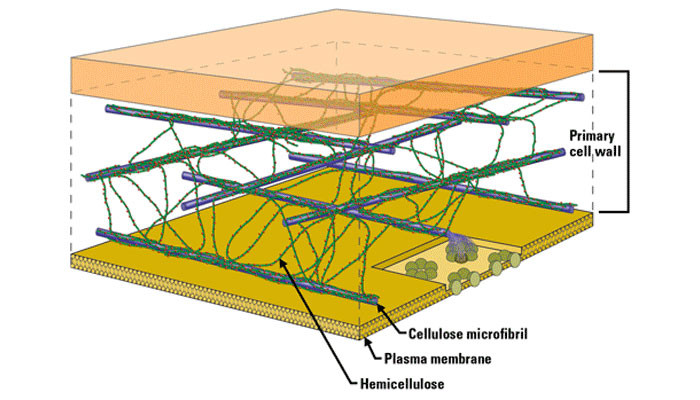 Primary
cell wall
Cellulose microfibril
Plasma membrane
Hemicellulose